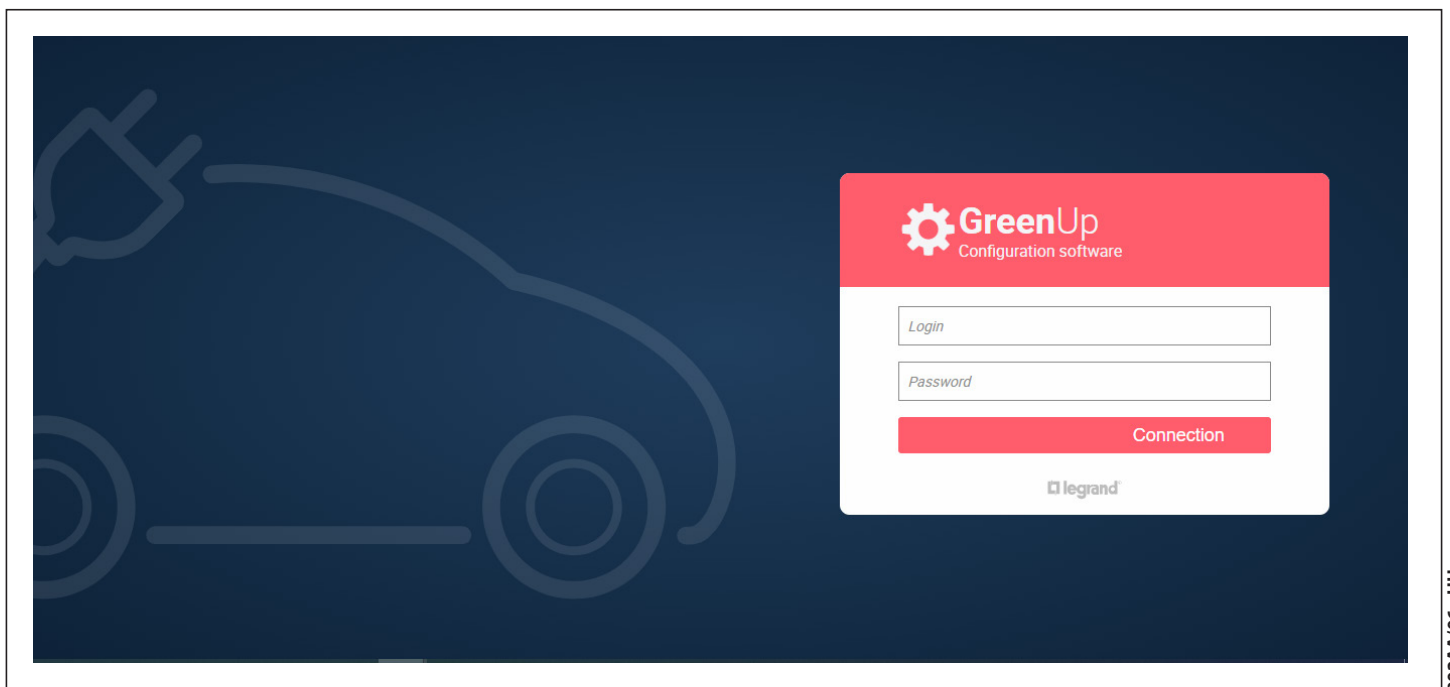 GreenUp
Configuration software
Login
Password
Connection
legrand